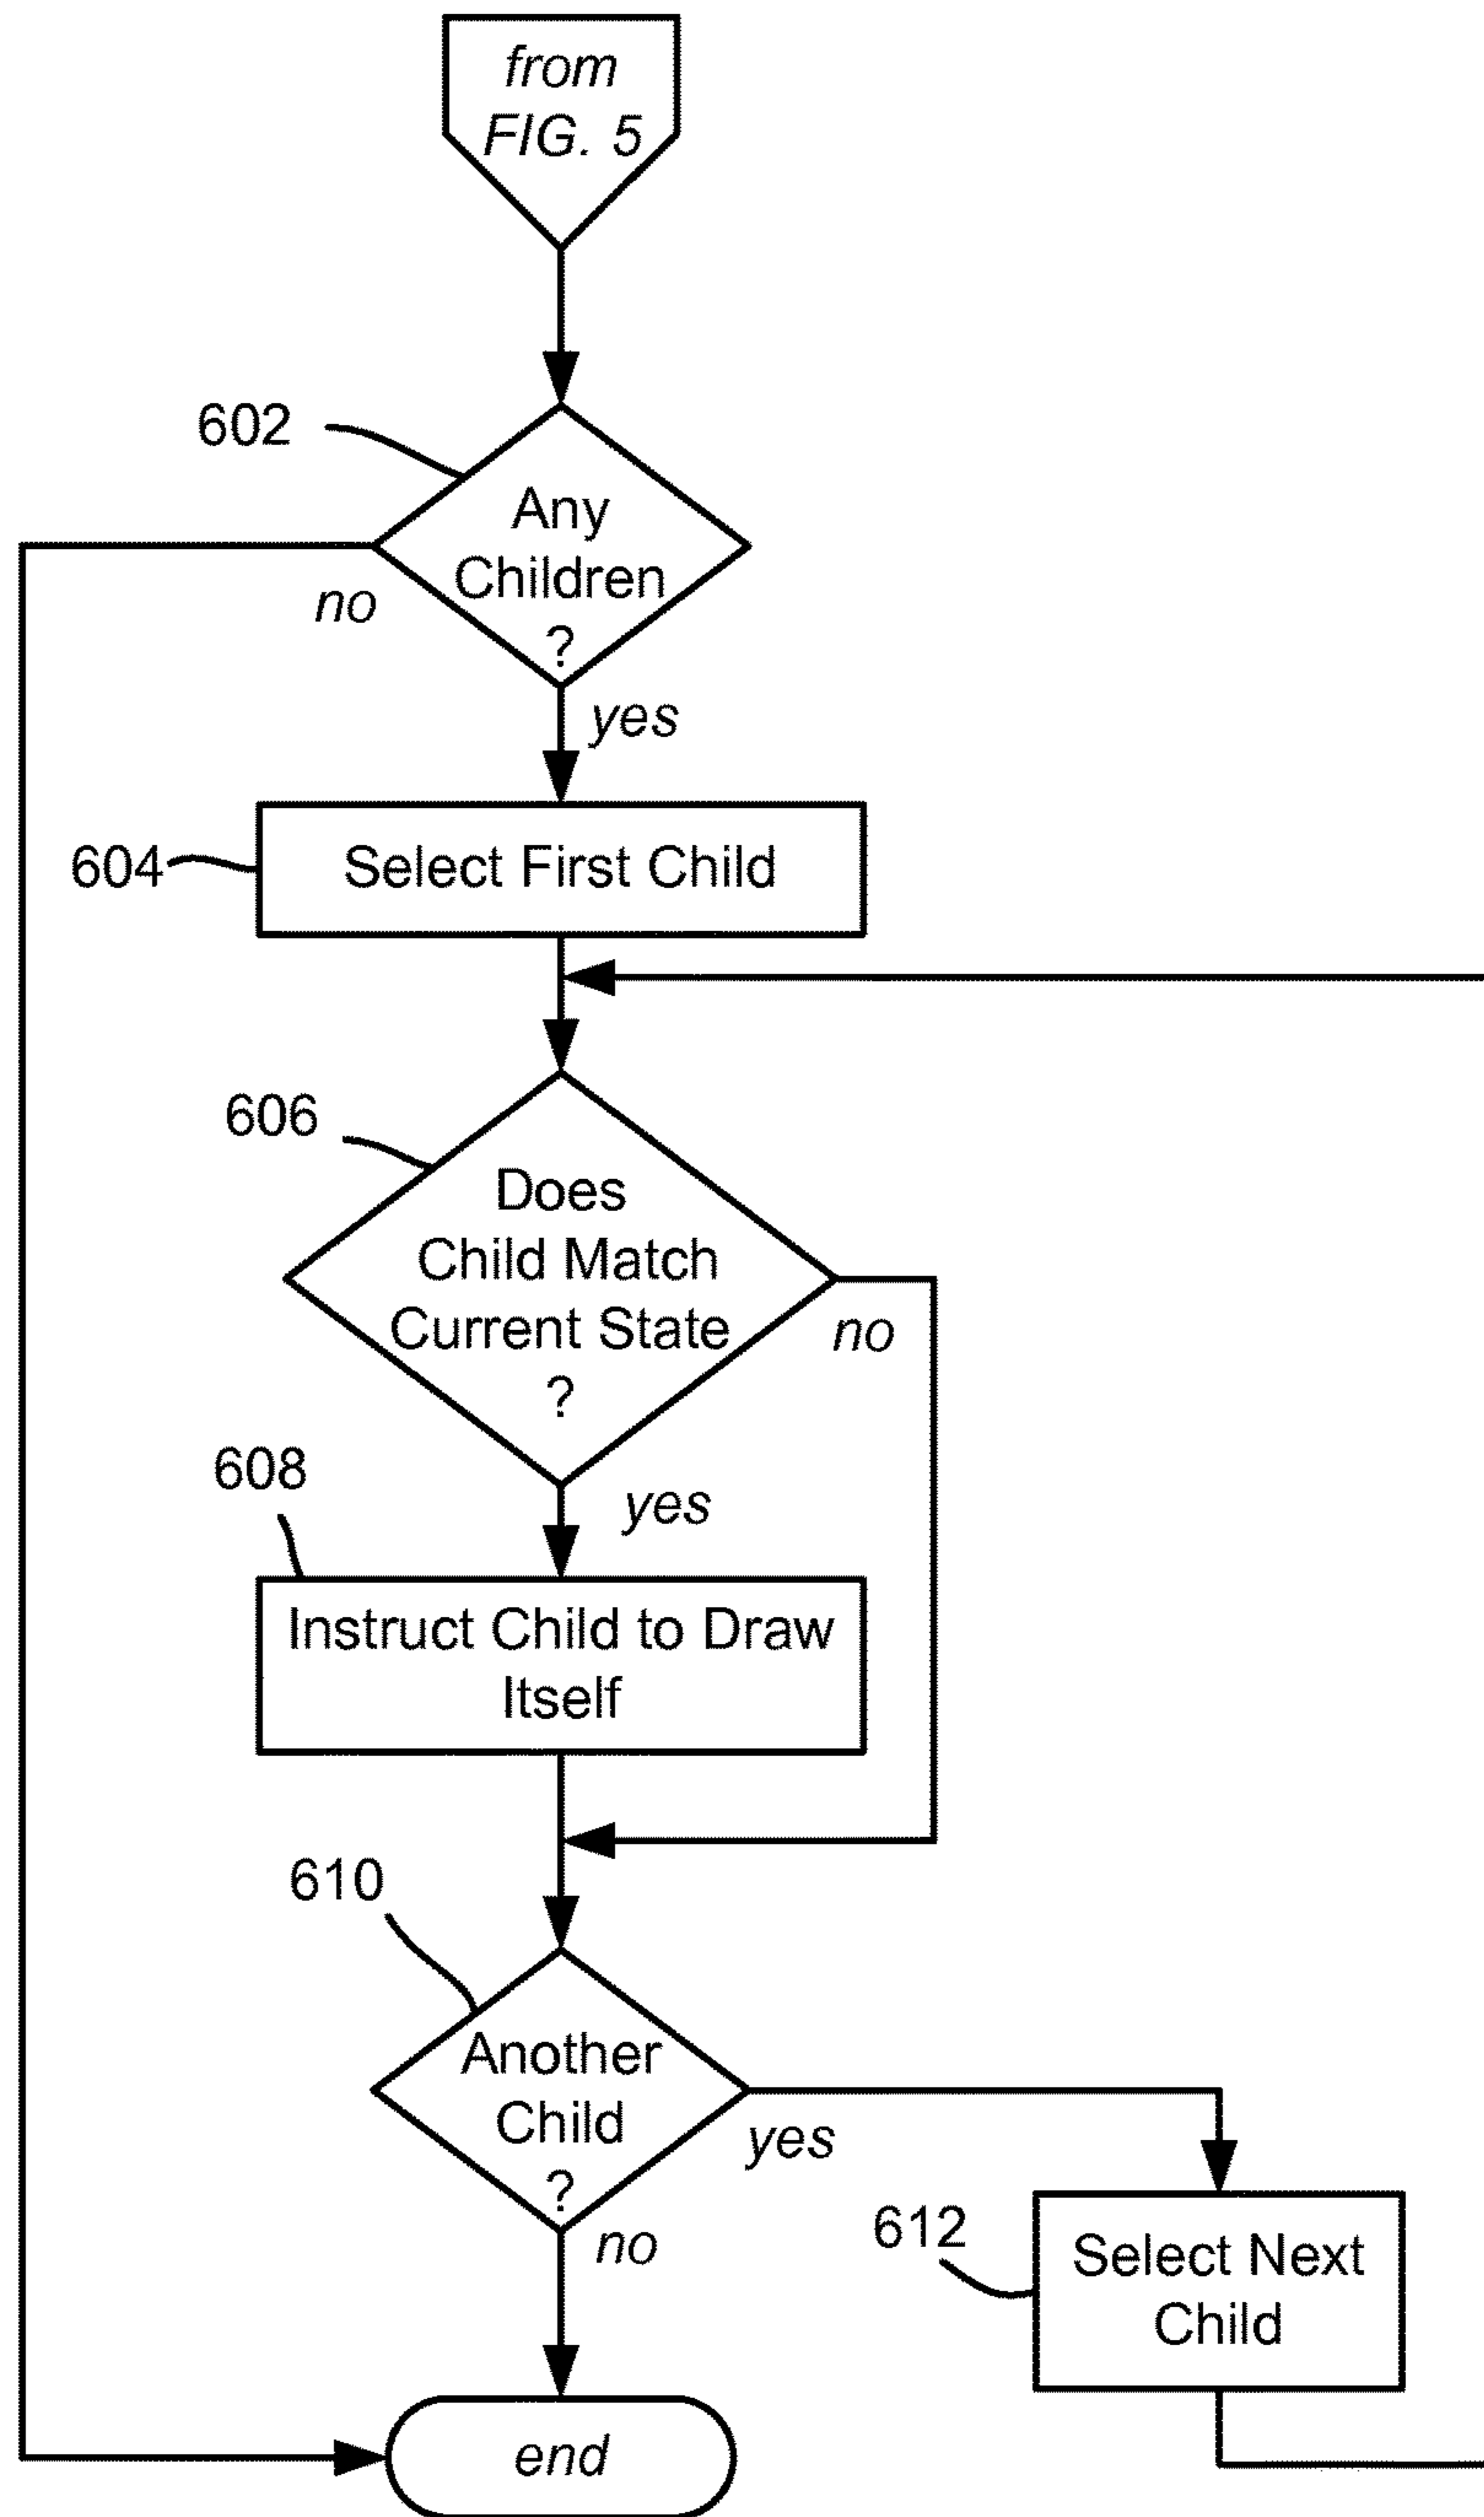 from
FIG. 5
602
Any
Children
?
no
yes
604
Select First Child
606
Does
Child Match
Current State
?
no
608
yes
Instruct Child to Draw
Itself
610
Another
Child
?
yes
no
612
Select Next
Child
end